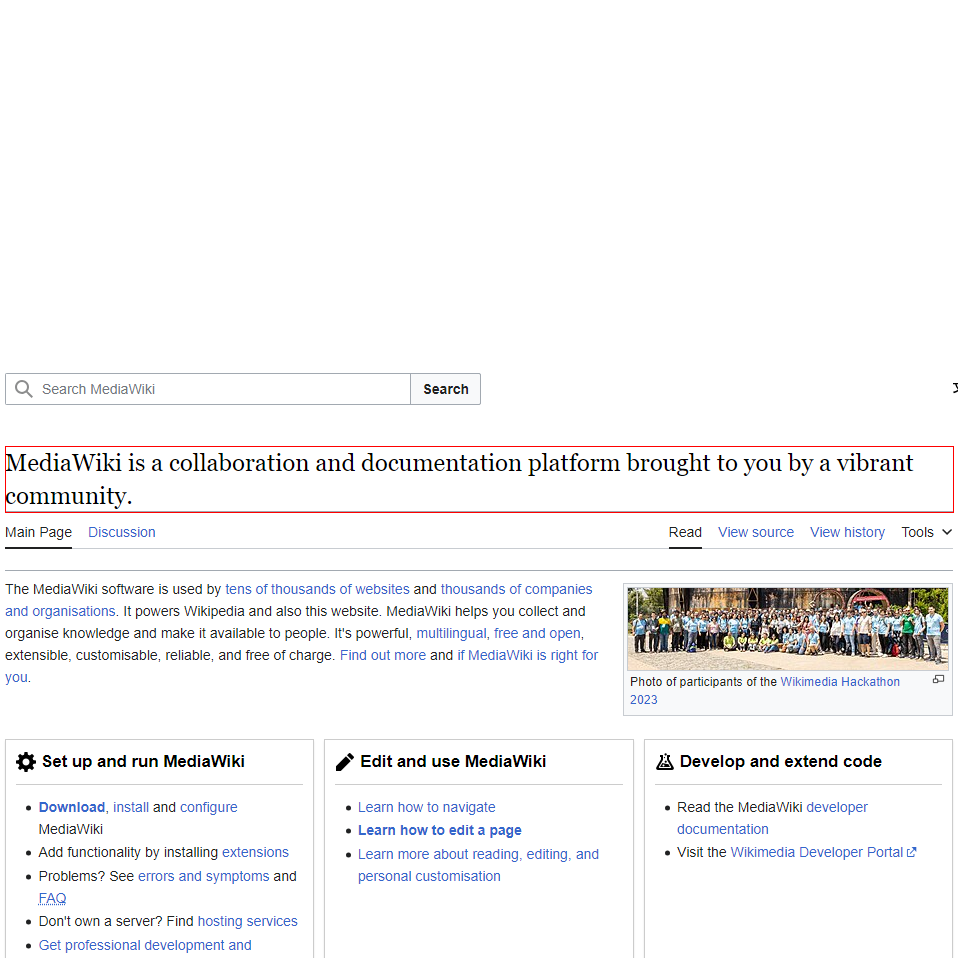 Search MediaWiki
Search
MediaWiki is a collaboration and documentation platform brought to you by a vibrant
community.
Main Page Discussion
Read View source View history Tools
The MediaWiki software is used by tens of thousands of websites and thousands of companies
and organisations. It powers Wikipedia and also this website. MediaWiki helps you collect and
organise knowledge and make it available to people. It's powerful, multilingual, free and open,
extensible, customisable, reliable, and free of charge. Find out more and if MediaWiki is right for
you.
Photo of participants of the Wikimedia Hackathon
2023
Set up and run MediaWiki
Download, install and configure
MediaWiki
Add functionality by installing extensions
Problems? See errors and symptoms and
FAQ
Don't own a server? Find hosting services
Get professional development and
Edit and use MediaWiki
Learn how to navigate
Learn how to edit a page
Learn more about reading, editing, and
personal customisation
Develop and extend code
Read the MediaWiki developer
documentation
Visit the Wikimedia Developer Portal